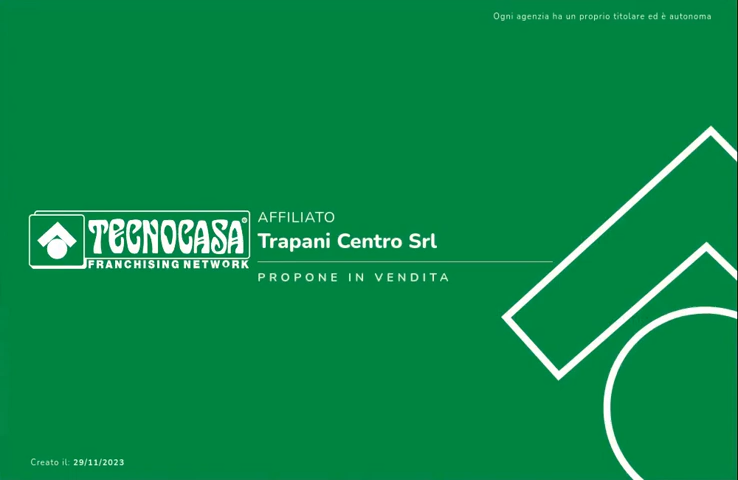 Ogni agenzia ha un proprio titolare ed è autonoma
TECNOCASA®
FRANCHISING NETWORK
AFFILIATO
Trapani Centro Srl
PROPONE IN VENDITA
Creato il: 29/11/2023